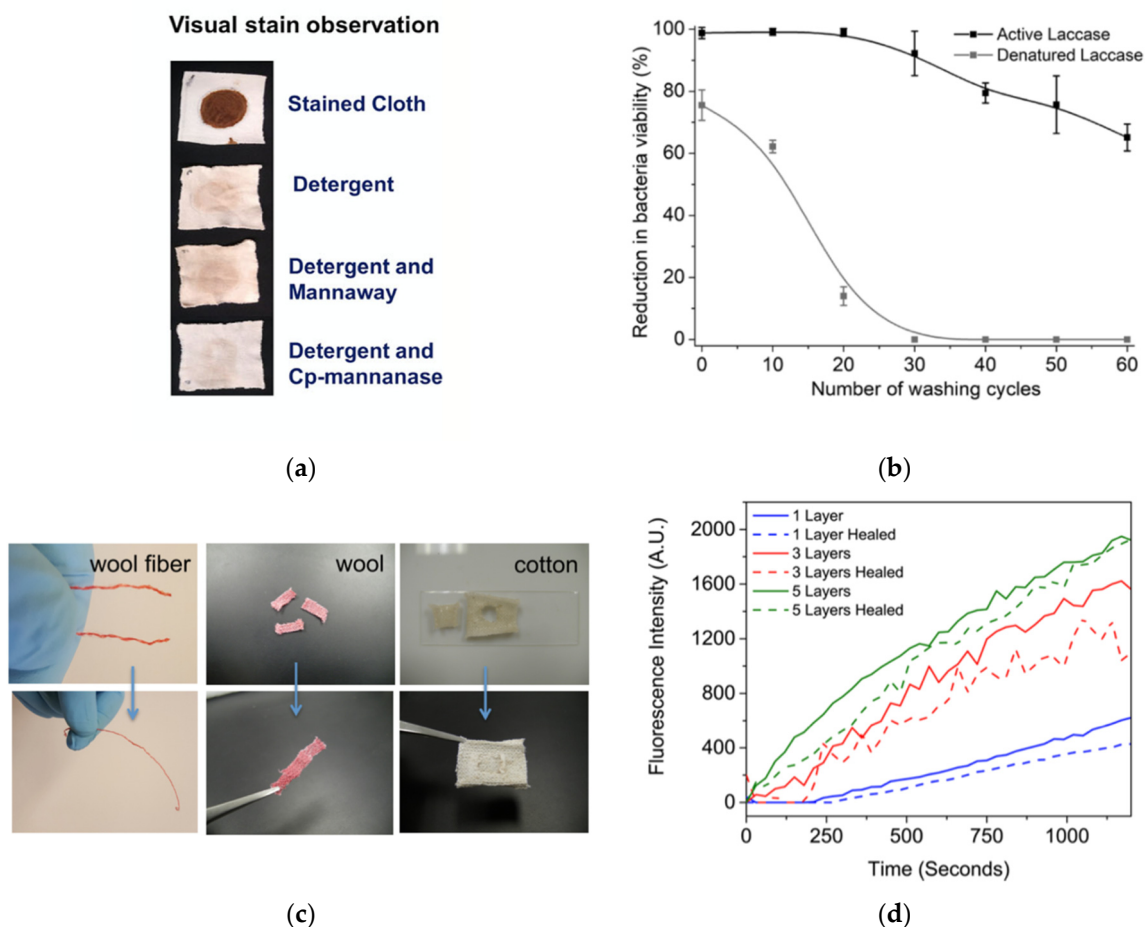 Visual stain observation
Stained Cloth
Detergent
Detergent and
Mannaway
Detergent and
Cp-mannanase
(a)
Reduction in bacteria viability (%)
100
80
60
40
20
0
Active Laccase
Denatured Laccase
0 10 20 30 40 50 60
Number of washing cycles
(b)
wool fiber
wool
cotton
(c)
Fluorescence Intensity (A.U.)
2000
1600
1200
800
400
0
1 Layer
1 Layer Healed
3 Layers
3 Layers Healed
5 Layers
5 Layers Healed
0 250 500 750 1000
Time (Seconds)
(d)